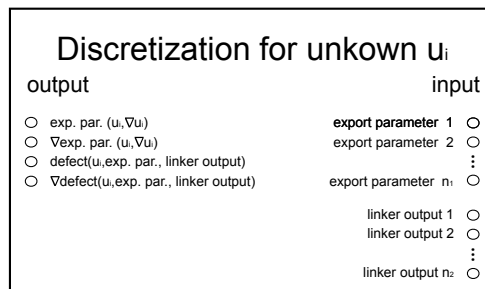 Discretization for unkown uᵢ
output
input
exp. par. (uᵢ,∇uᵢ)
∇exp. par. (uᵢ,∇uᵢ)
defect(uᵢ,exp. par., linker output)
∇defect(uᵢ,exp. par., linker output)
export parameter 1
export parameter 2
⋮
export parameter n₁
linker output 1
linker output 2
⋮
linker output n₂